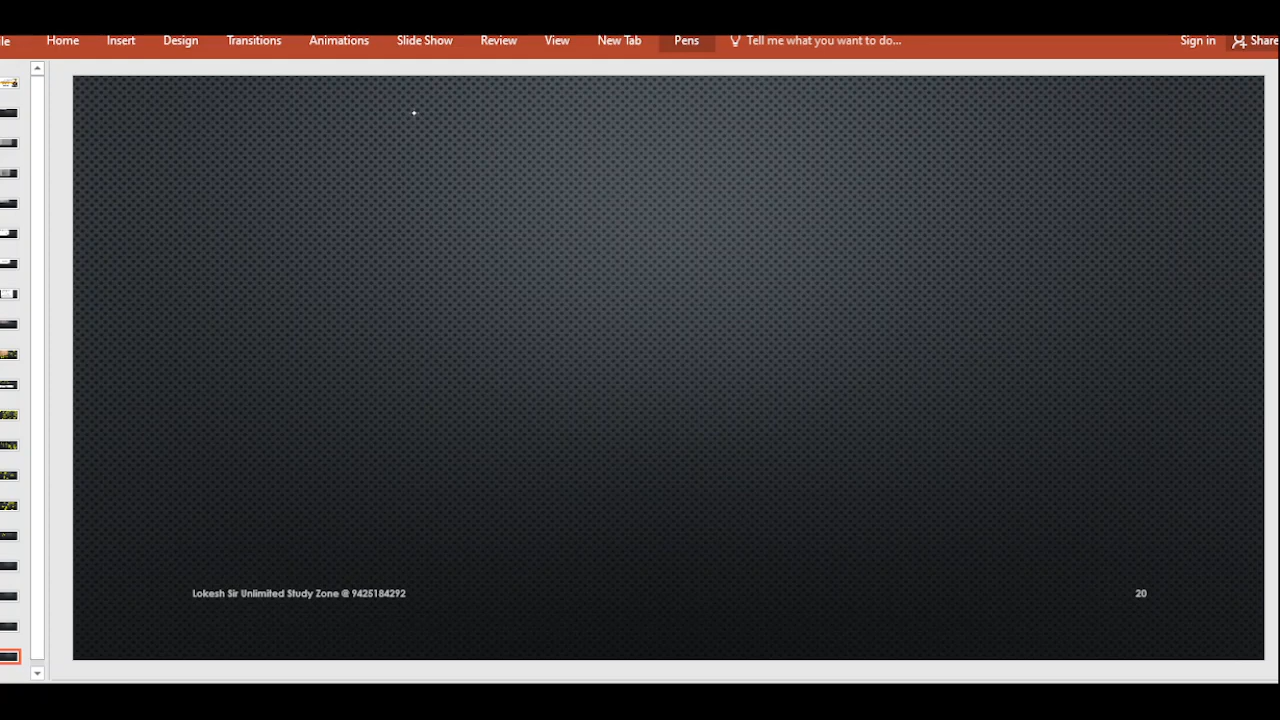 Home Insert Design Transitions Animations Slide Show Review View New Tab Pens Tell me what you want to do... Sign in Share
Lokesh Sir Unlimited Study Zone @ 9425184292
20